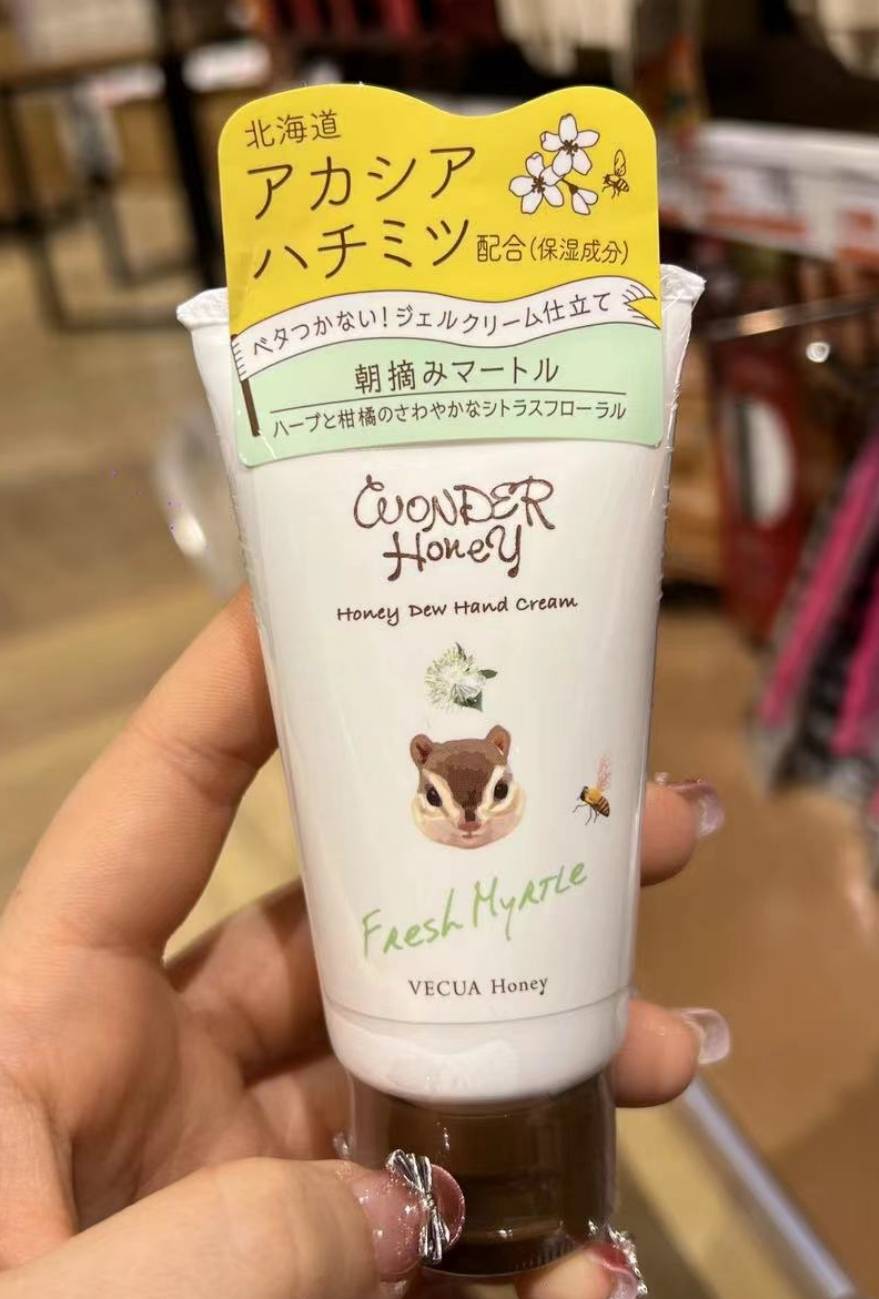 北海道
アカシア
ハチミツ配合(保湿成分)
ベタつかない!ジェルクリーム仕立て
朝摘みマートル
ハーブと柑橘のさわやかなシトラスフローラル
WONDER
Honey
Honey Dew Hand Cream
Fresh Myrtle
VECUA Honey